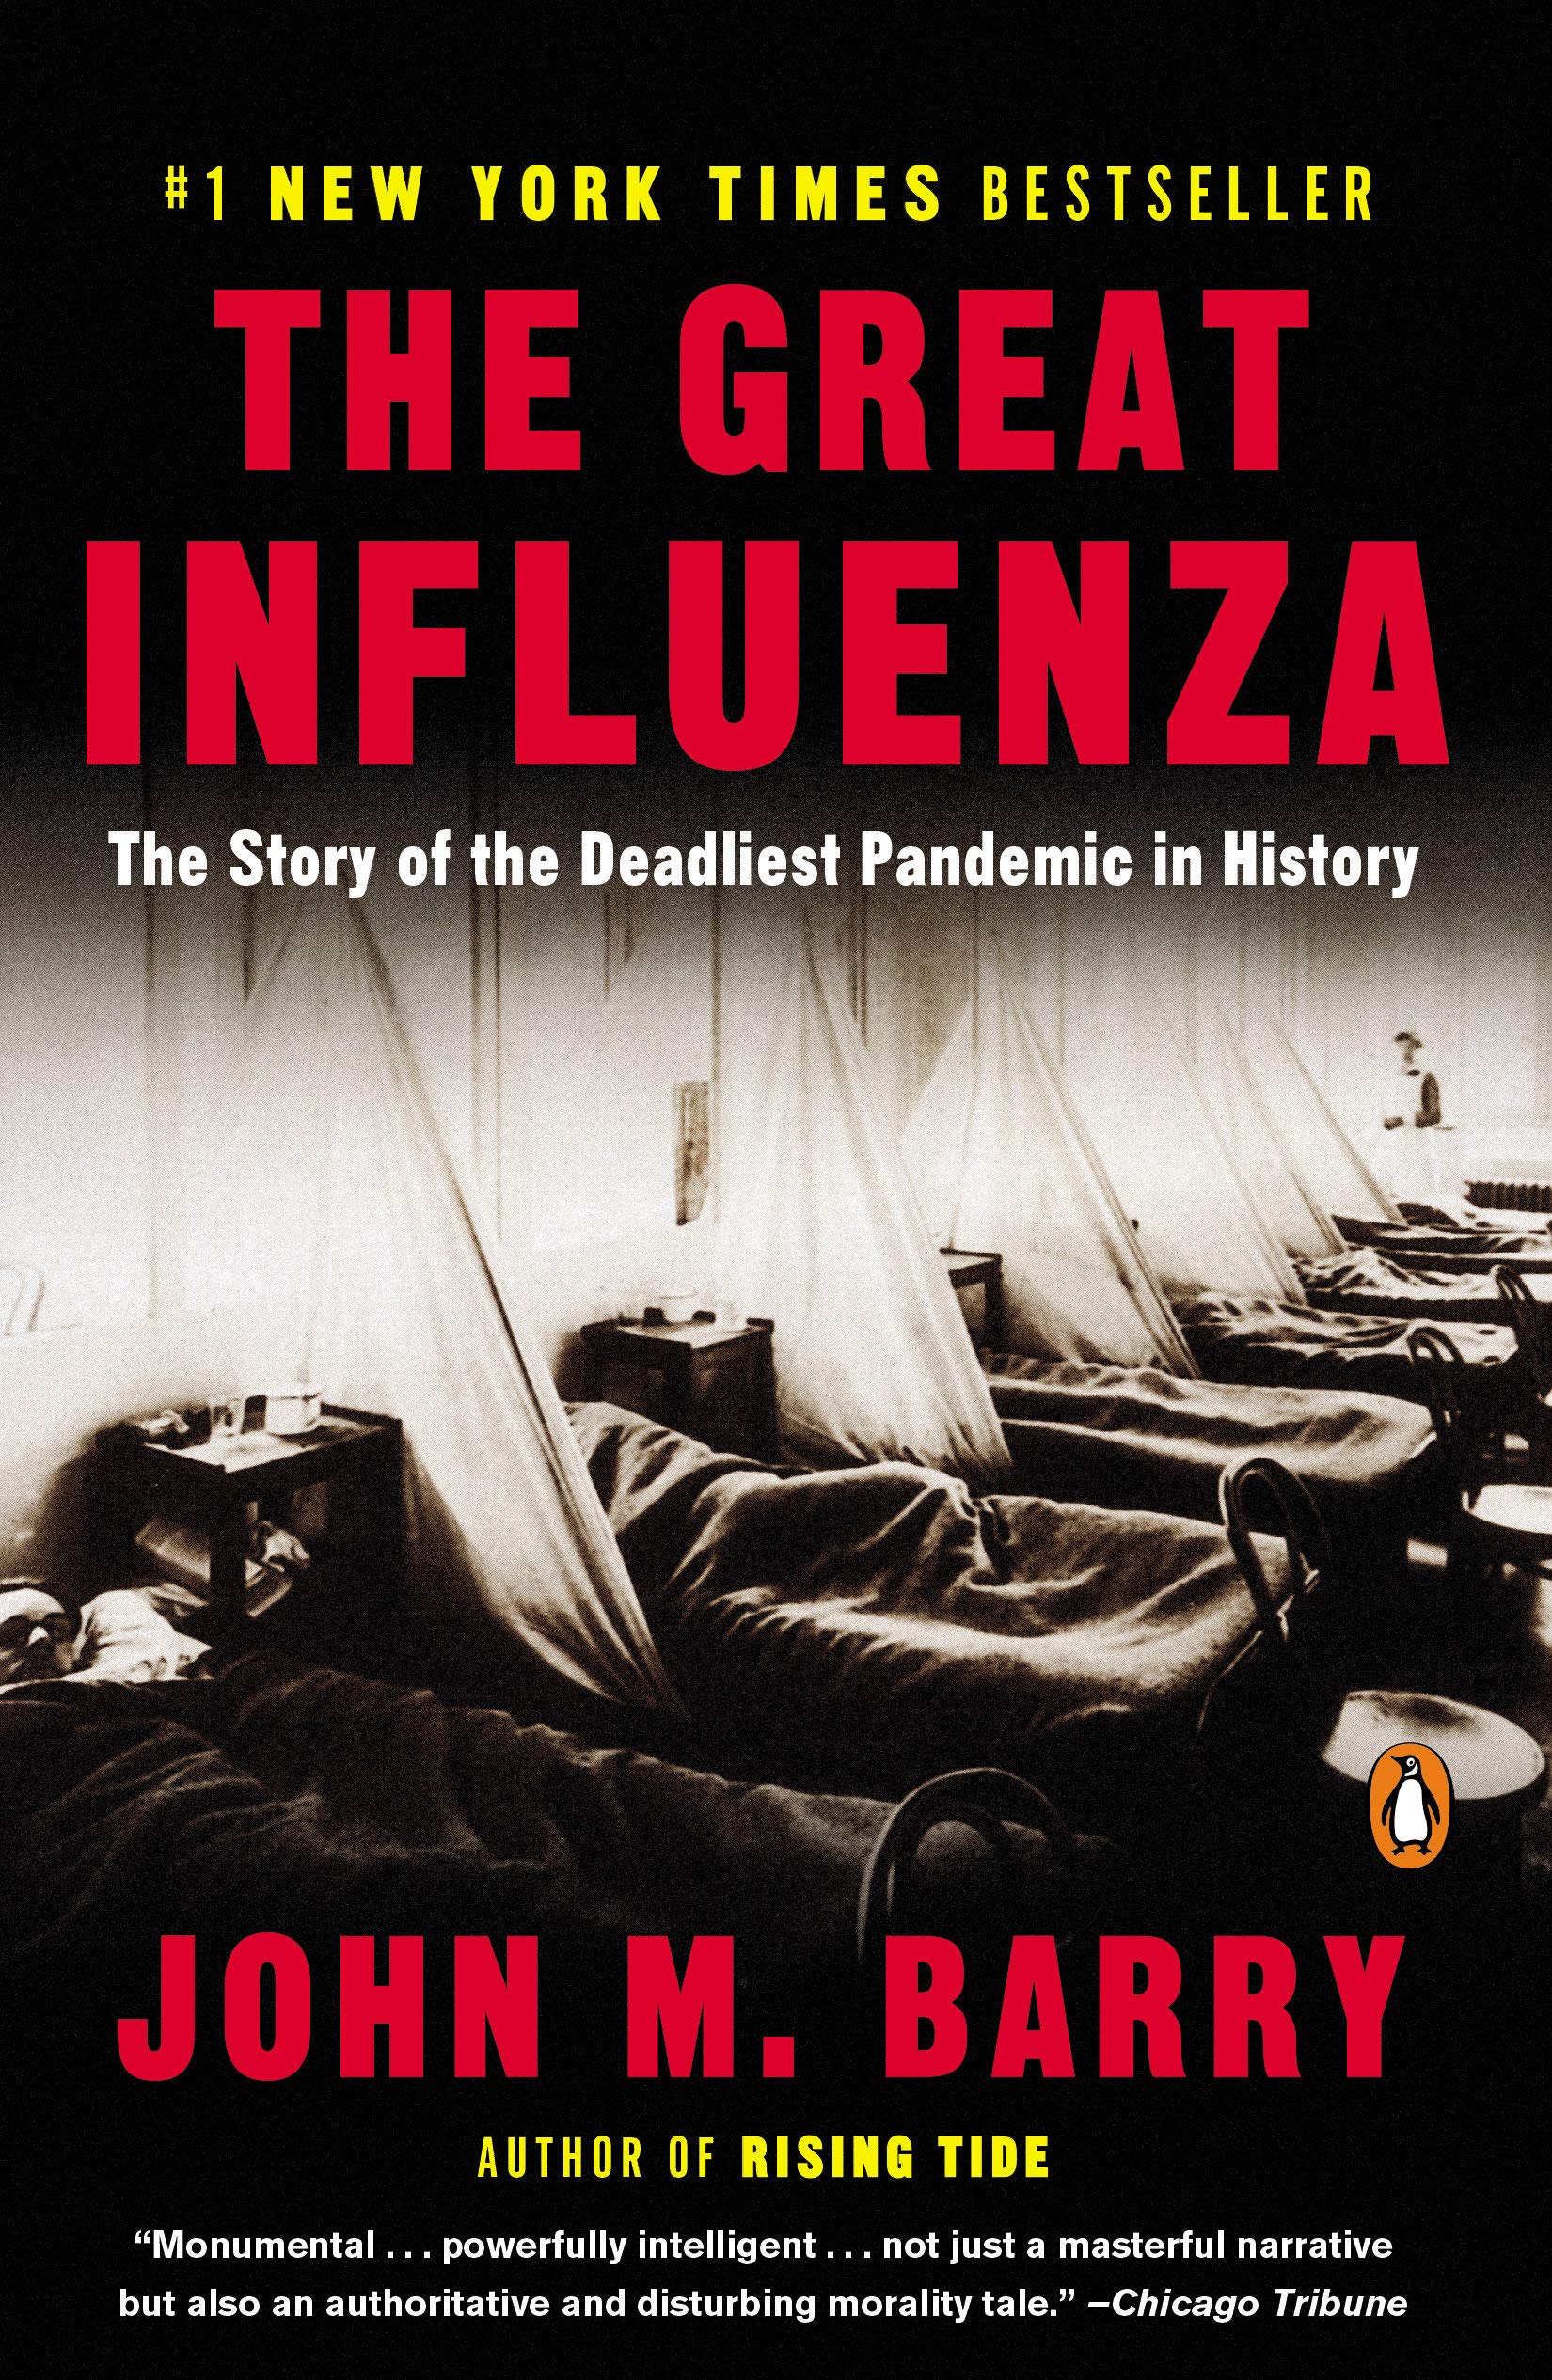 #1 NEW YORK TIMES BESTSELLER
THE GREAT
INFLUENZA
The Story of the Deadliest Pandemic in History
JOHN M. BARRY
AUTHOR OF RISING TIDE
“Monumental . . . powerfully intelligent . . . not just a masterful narrative
but also an authoritative and disturbing morality tale.” —Chicago Tribune